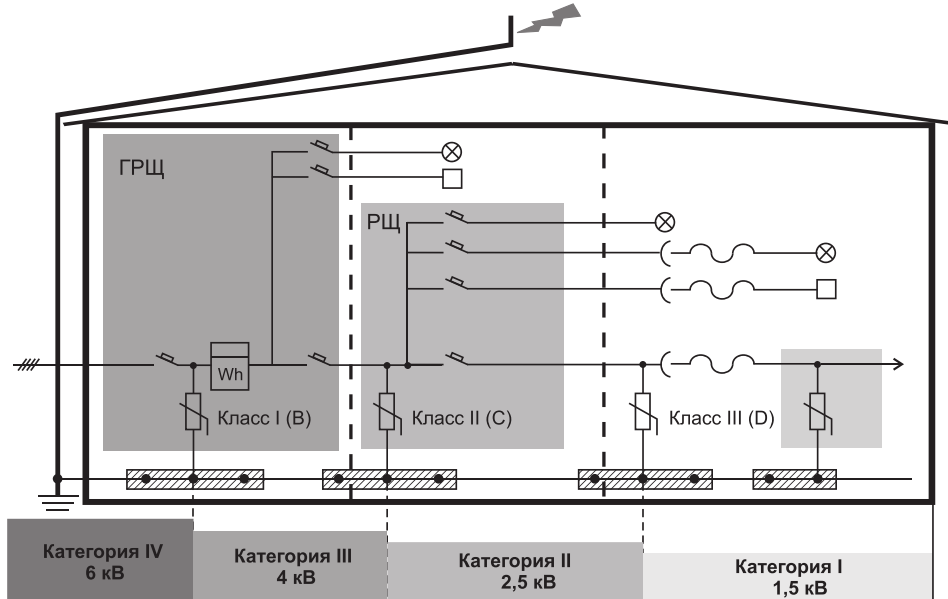 ГРЩ
РЩ
Wh
Класс I (B)
Класс II (C)
Класс III (D)
Категория IV
6 кВ
Категория III
4 кВ
Категория II
2,5 кВ
Категория I
1,5 кВ